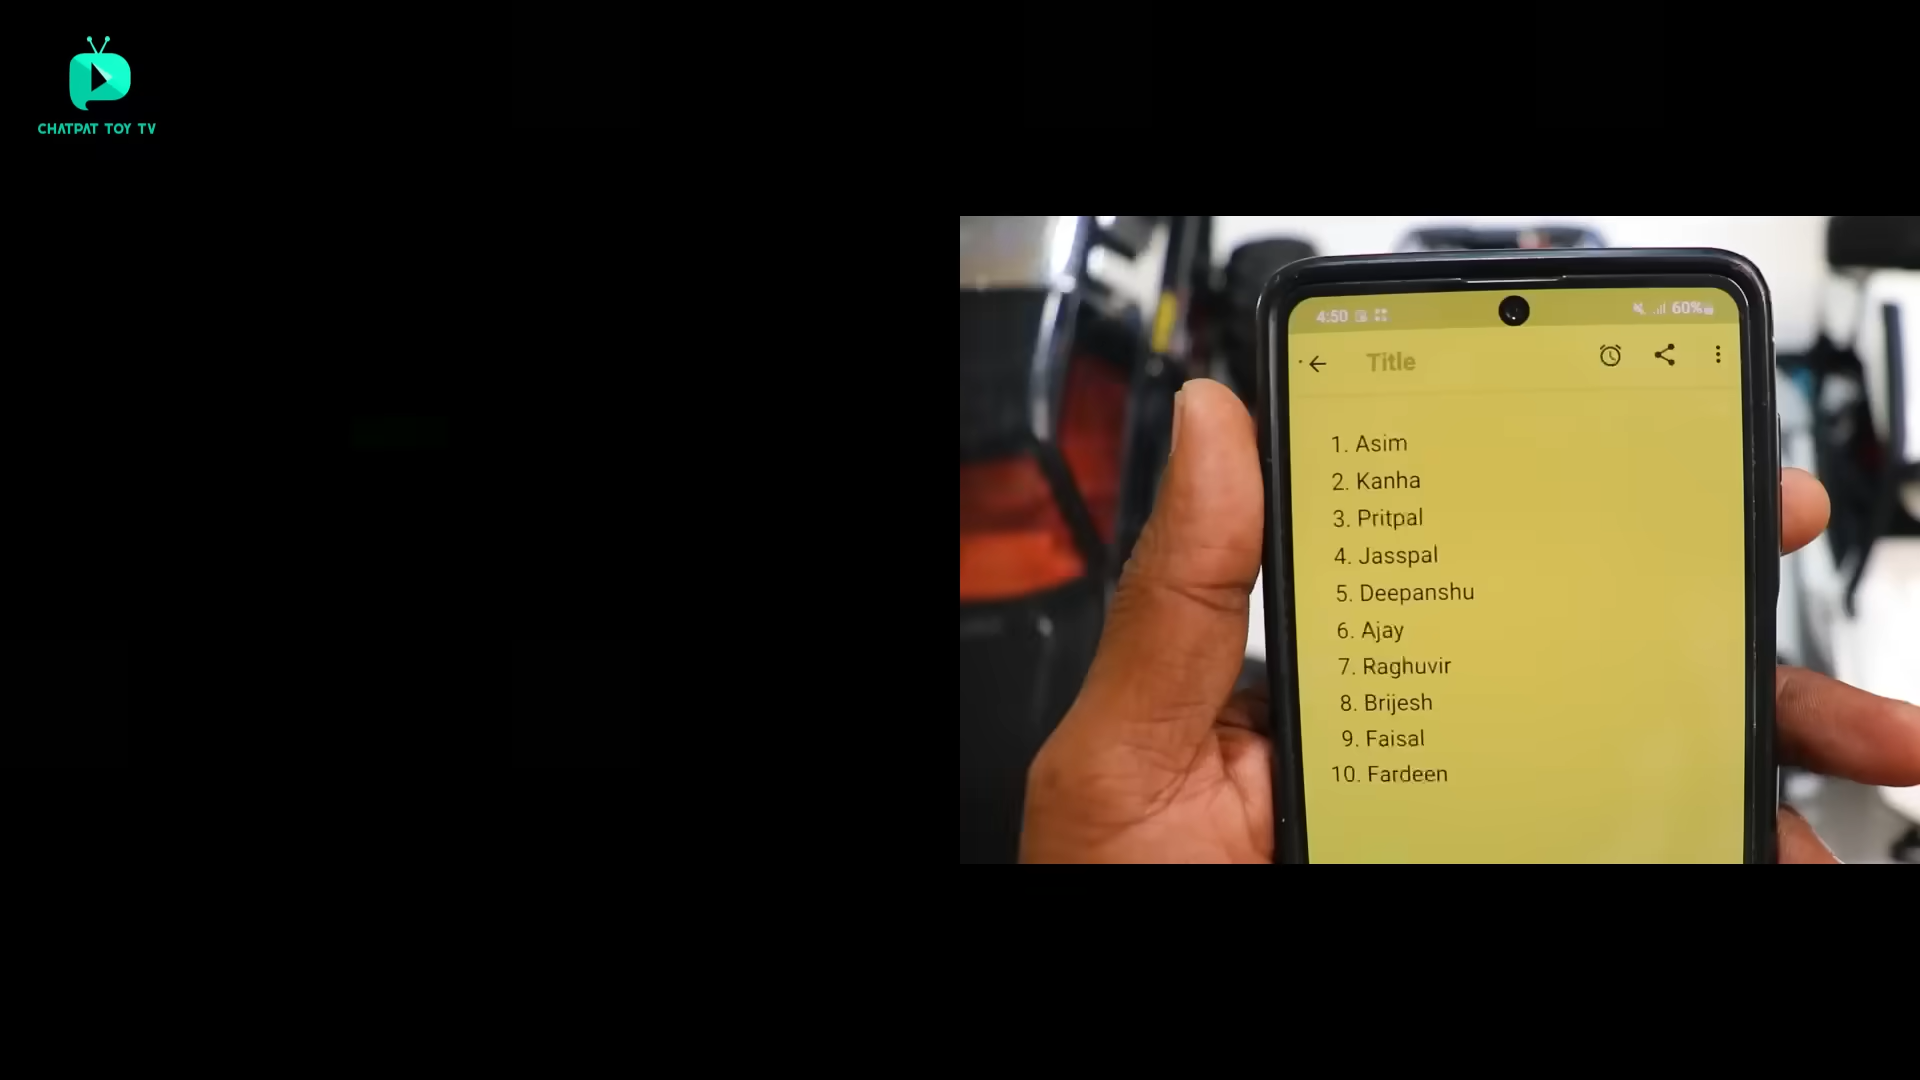 CHATPAT TOY TV
4:50 60%
Title
1. Asim
2. Kanha
3. Pritpal
4. Jasspal
5. Deepanshu
6. Ajay
7. Raghuvir
8. Brijesh
9. Faisal
10. Fardeen